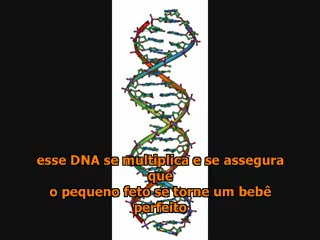 esse DNA se multiplica e se assegura
que
o pequeno feto se torne um bebê
perfeito